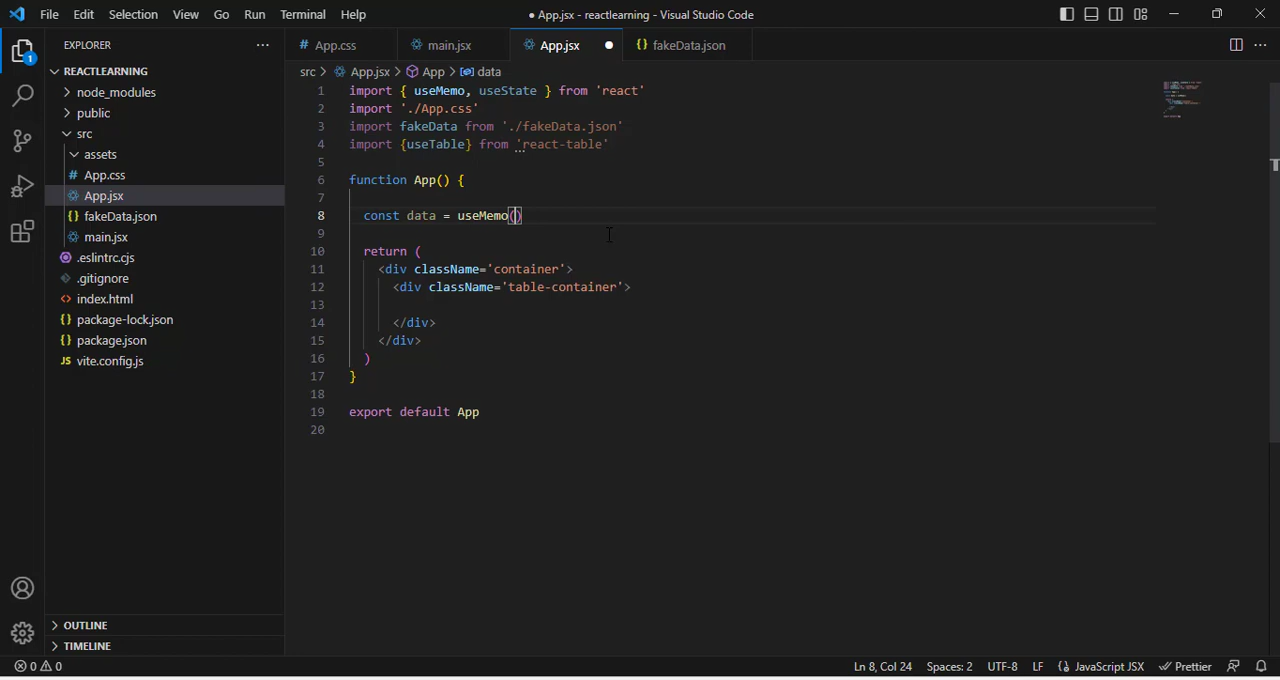 File Edit Selection View Go Run Terminal Help ● App.jsx - reactlearning - Visual Studio Code
EXPLORER ...
REACTLEARNING
node_modules
public
src
assets
# App.css
App.jsx
{} fakeData.json
main.jsx
.eslintrc.cjs
.gitignore
<> index.html
{} package-lock.json
{} package.json
JS vite.config.js
OUTLINE
TIMELINE
1
# App.css main.jsx App.jsx ● {} fakeData.json
src > App.jsx > App > data
1 import { useMemo, useState } from 'react'
2 import './App.css'
3 import fakeData from './fakeData.json'
4 import {useTable} from 'react-table'
5
6 function App() {
7
8 const data = useMemo()
9
10 return (
11 <div className='container'>
12 <div className='table-container'>
13
14 </div>
15 </div>
16 )
17 }
18
19 export default App
20
0 0 Ln 8, Col 24 Spaces: 2 UTF-8 LF {} JavaScript JSX Prettier